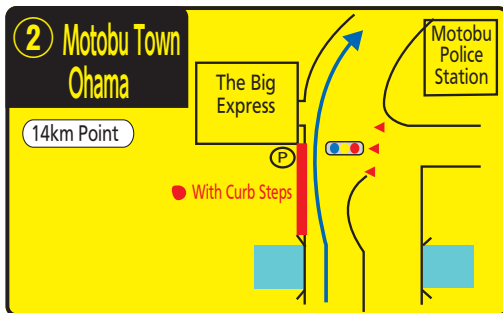 ② Motobu Town
Ohama
14km Point
The Big
Express
Motobu
Police
Station
P
With Curb Steps